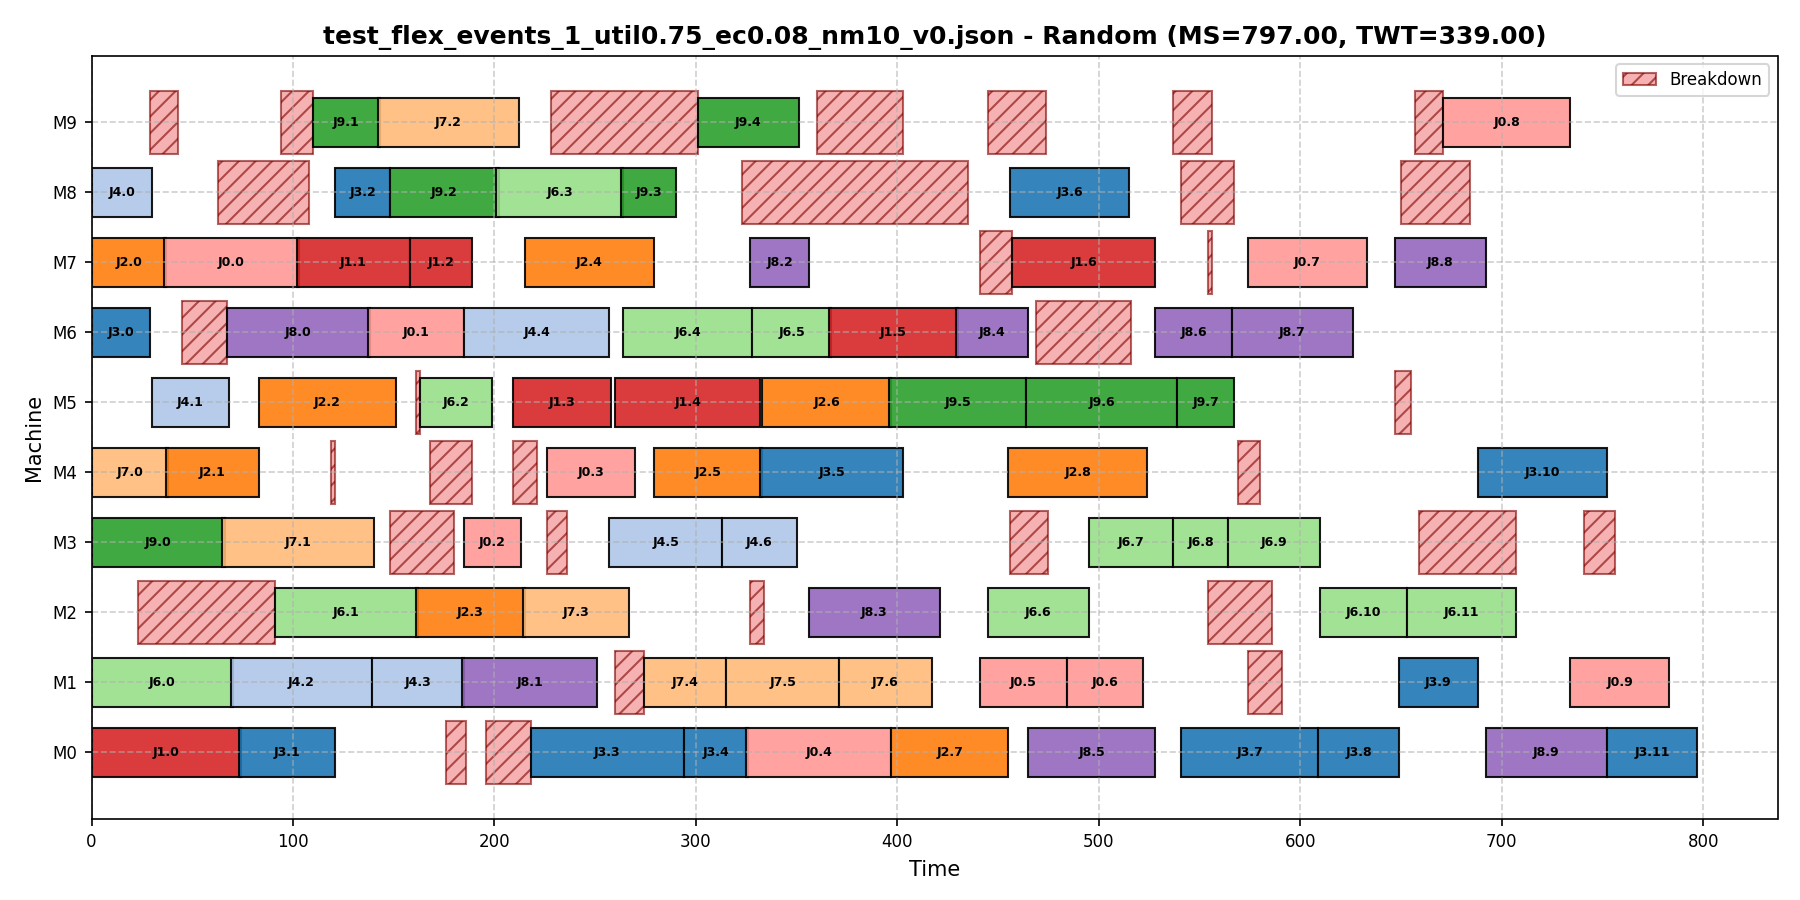 test_flex_events_1_util0.75_ec0.08_nm10_v0.json - Random (MS=797.00, TWT=339.00)
Breakdown
M9 J9.1 J7.2 J9.4 J0.8
M8 J4.0 J3.2 J9.2 J6.3 J9.3 J3.6
M7 J2.0 J0.0 J1.1 J1.2 J2.4 J8.2 J1.6 J0.7 J8.8
M6 J3.0 J8.0 J0.1 J4.4 J6.4 J6.5 J1.5 J8.4 J8.6 J8.7
M5 J4.1 J2.2 J6.2 J1.3 J1.4 J2.6 J9.5 J9.6 J9.7
M4 J7.0 J2.1 J0.3 J2.5 J3.5 J2.8 J3.10
M3 J9.0 J7.1 J0.2 J4.5 J4.6 J6.7 J6.8 J6.9
M2 J6.1 J2.3 J7.3 J8.3 J6.6 J6.10 J6.11
M1 J6.0 J4.2 J4.3 J8.1 J7.4 J7.5 J7.6 J0.5 J0.6 J3.9 J0.9
M0 J1.0 J3.1 J3.3 J3.4 J0.4 J2.7 J8.5 J3.7 J3.8 J8.9 J3.11
Machine
0 100 200 300 400 500 600 700 800
Time